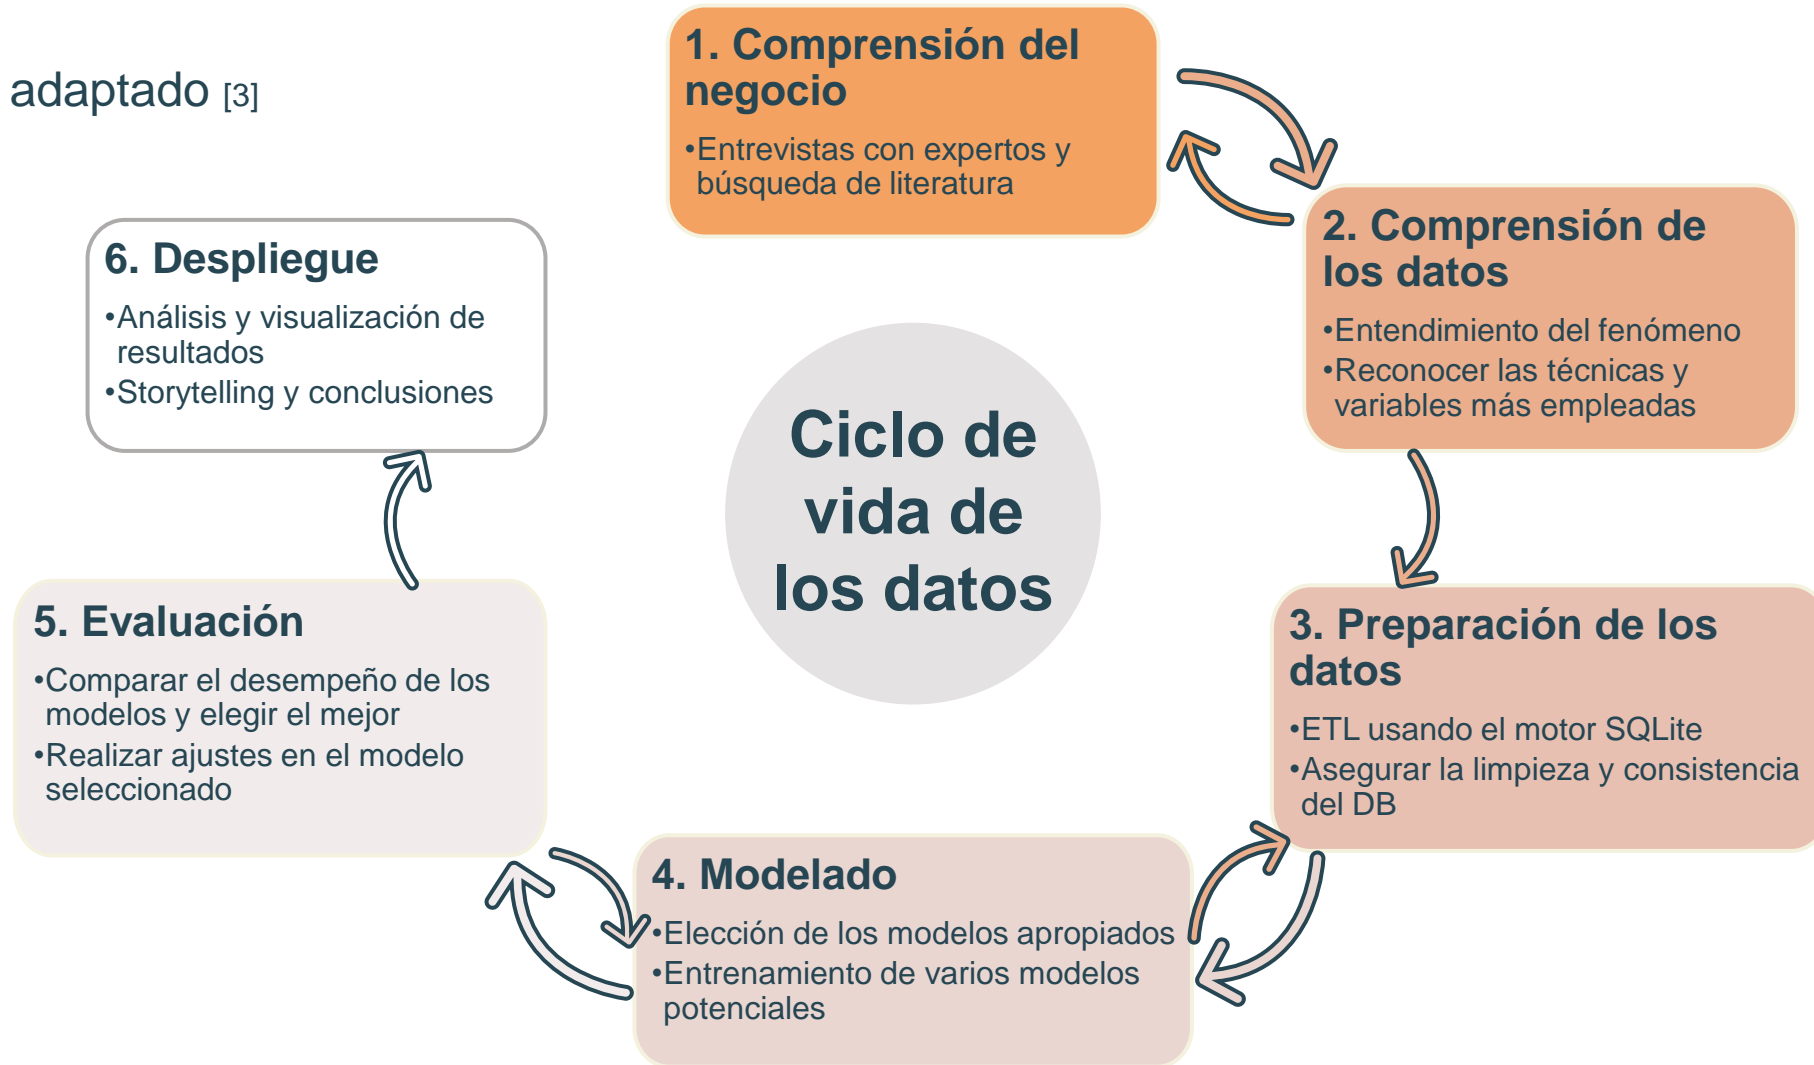 adaptado [3]
1. Comprensión del
negocio
•Entrevistas con expertos y
búsqueda de literatura
2. Comprensión de
los datos
•Entendimiento del fenómeno
•Reconocer las técnicas y
variables más empleadas
3. Preparación de los
datos
•ETL usando el motor SQLite
•Asegurar la limpieza y consistencia
del DB
4. Modelado
•Elección de los modelos apropiados
•Entrenamiento de varios modelos
potenciales
5. Evaluación
•Comparar el desempeño de los
modelos y elegir el mejor
•Realizar ajustes en el modelo
seleccionado
6. Despliegue
•Análisis y visualización de
resultados
•Storytelling y conclusiones
Ciclo de
vida de
los datos